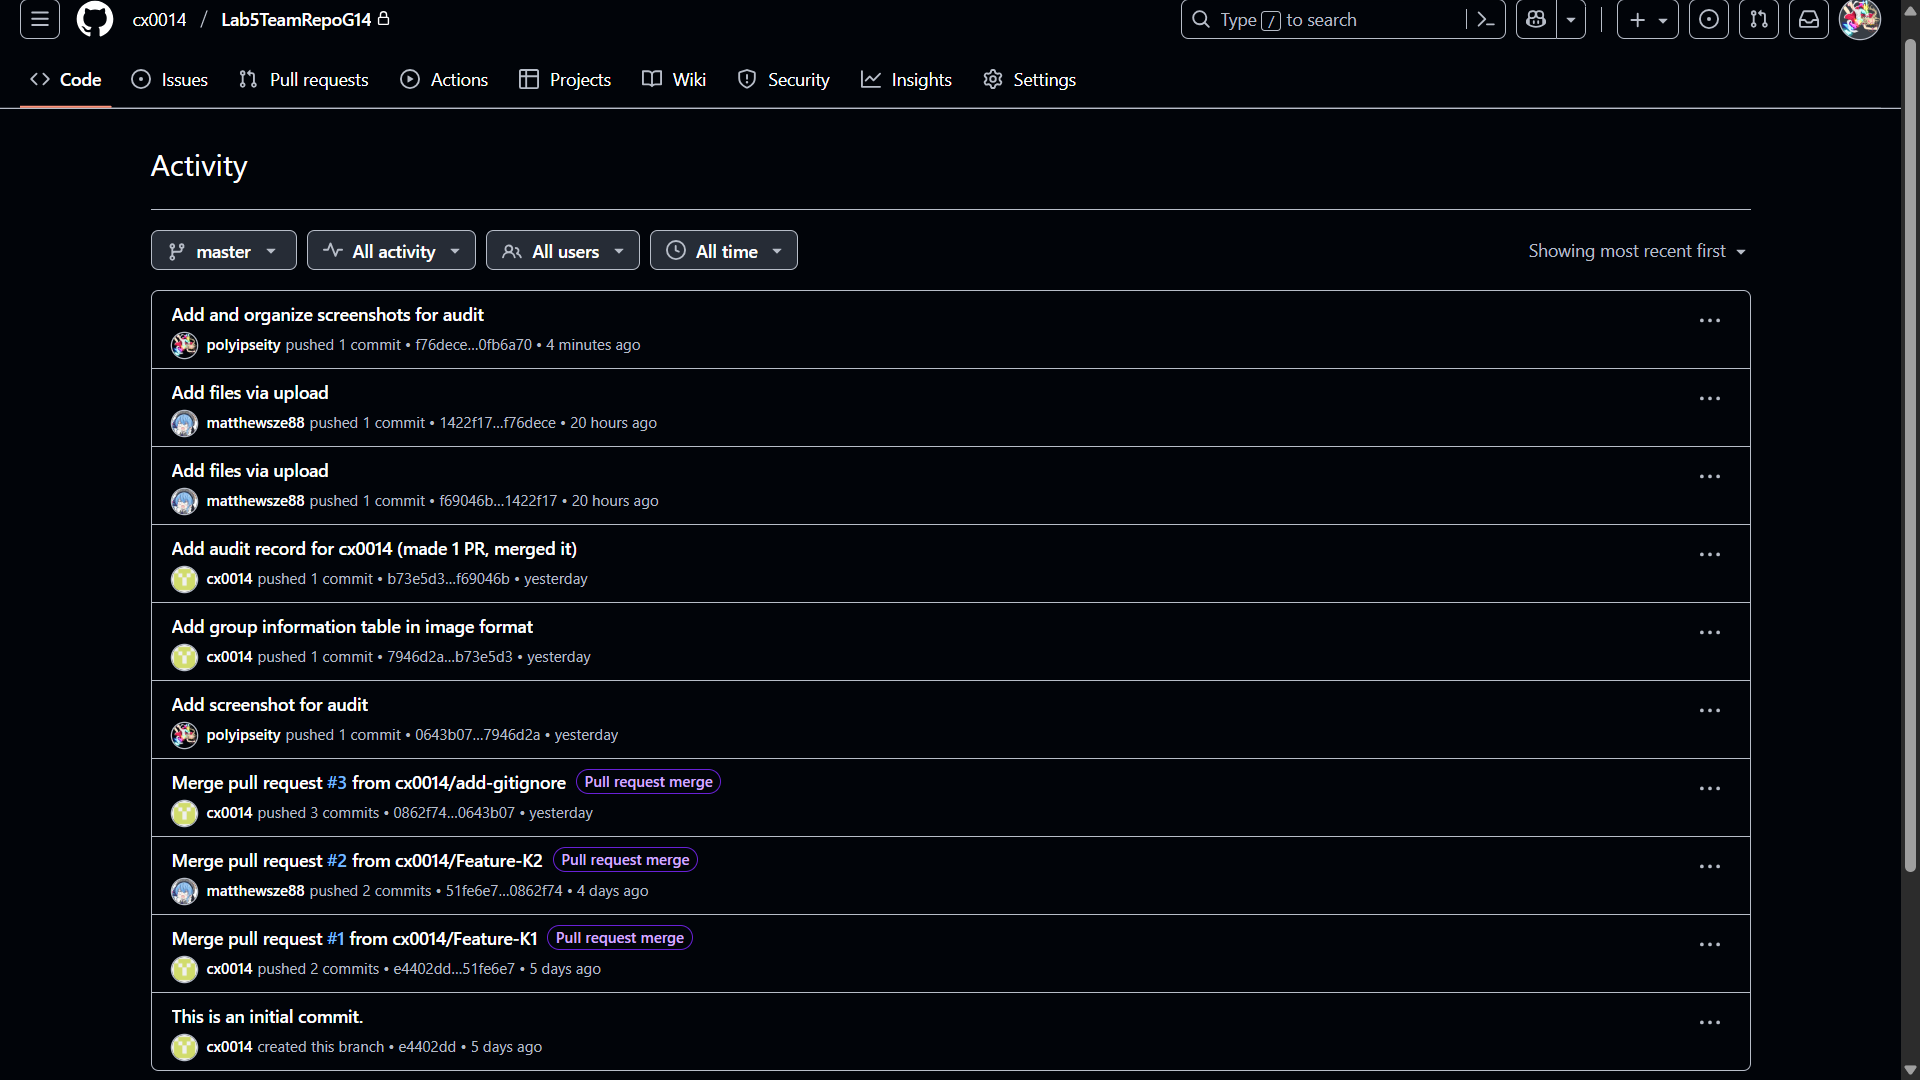 cx0014 / Lab5TeamRepoG14
Type / to search
Code Issues Pull requests Actions Projects Wiki Security Insights Settings
Activity
master All activity All users All time Showing most recent first
Add and organize screenshots for audit
polyipseity pushed 1 commit • f76dece...0fb6a70 • 4 minutes ago
Add files via upload
matthewsze88 pushed 1 commit • 1422f17...f76dece • 20 hours ago
Add files via upload
matthewsze88 pushed 1 commit • f69046b...1422f17 • 20 hours ago
Add audit record for cx0014 (made 1 PR, merged it)
cx0014 pushed 1 commit • b73e5d3...f69046b • yesterday
Add group information table in image format
cx0014 pushed 1 commit • 7946d2a...b73e5d3 • yesterday
Add screenshot for audit
polyipseity pushed 1 commit • 0643b07...7946d2a • yesterday
Merge pull request #3 from cx0014/add-gitignore Pull request merge
cx0014 pushed 3 commits • 0862f74...0643b07 • yesterday
Merge pull request #2 from cx0014/Feature-K2 Pull request merge
matthewsze88 pushed 2 commits • 51fe6e7...0862f74 • 4 days ago
Merge pull request #1 from cx0014/Feature-K1 Pull request merge
cx0014 pushed 2 commits • e4402dd...51fe6e7 • 5 days ago
This is an initial commit.
cx0014 created this branch • e4402dd • 5 days ago